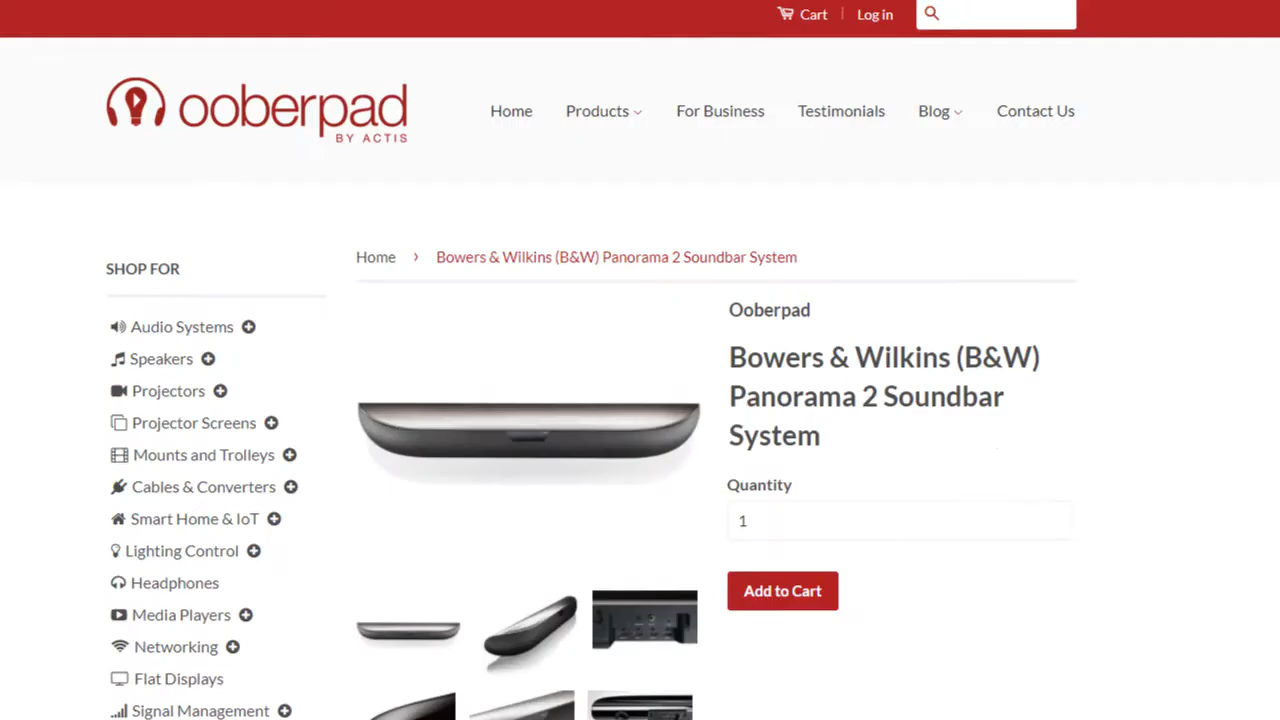 Cart
Log in
ooberpad
BY ACTIS
Home
Products
For Business
Testimonials
Blog
Contact Us
SHOP FOR
Audio Systems
Speakers
Projectors
Projector Screens
Mounts and Trolleys
Cables & Converters
Smart Home & IoT
Lighting Control
Headphones
Media Players
Networking
Flat Displays
Signal Management
Home › Bowers & Wilkins (B&W) Panorama 2 Soundbar System
Ooberpad
Bowers & Wilkins (B&W)
Panorama 2 Soundbar
System
Quantity
1
Add to Cart